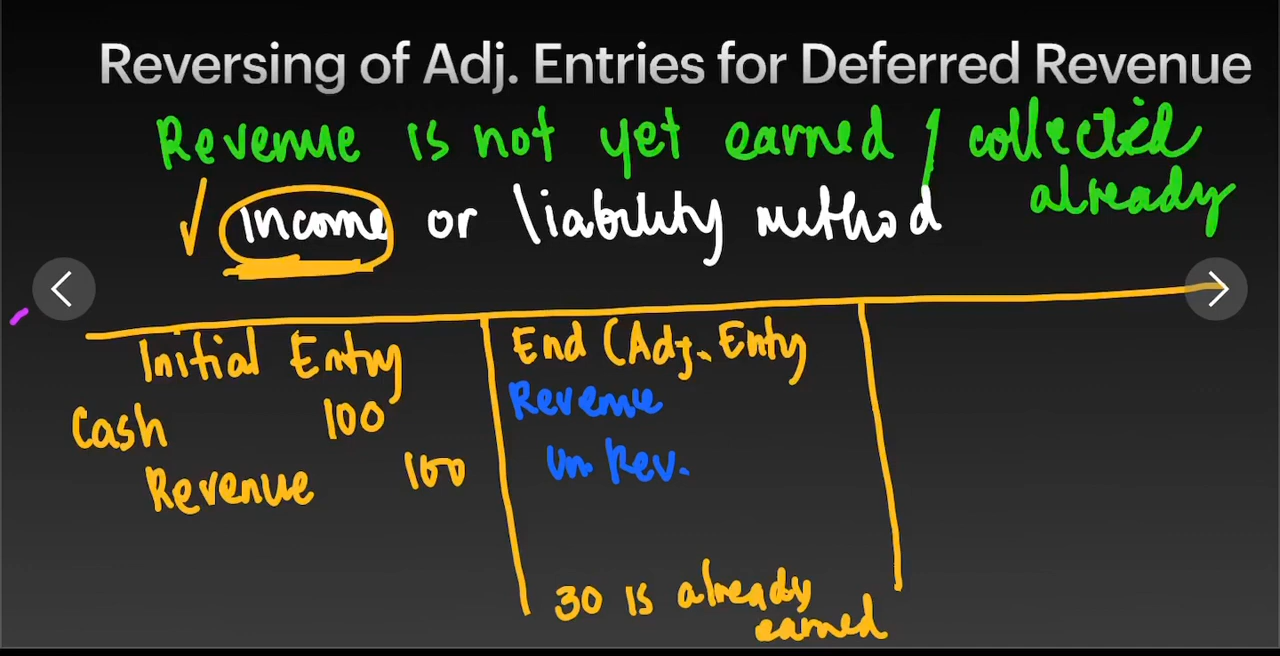 Reversing of Adj. Entries for Deferred Revenue
Revenue is not yet earned / collected
already
Income or liability method
Initial Entry
Cash 100
Revenue 100
End (Adj. Enty
Revenue
Un. Rev.
30 is already
earned